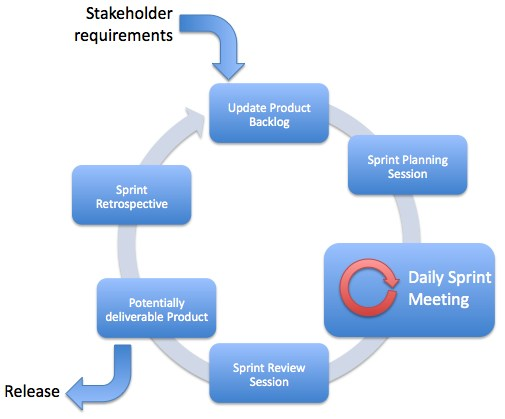 Stakeholder
requirements
Update Product
Backlog
Sprint Planning
Session
Daily Sprint
Meeting
Sprint Review
Session
Potentially
deliverable Product
Release
Sprint
Retrospective